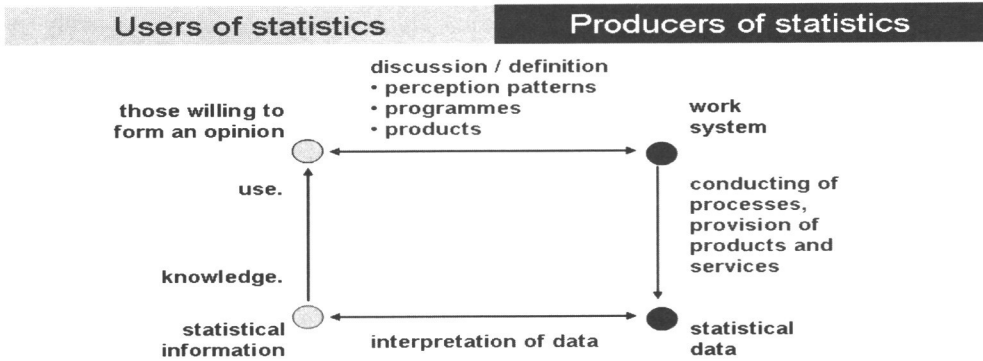 Users of statistics
Producers of statistics
discussion / definition
• perception patterns
• programmes
• products
those willing to
form an opinion
work
system
use.
conducting of
processes,
provision of
products and
services
knowledge.
statistical
information
interpretation of data
statistical
data